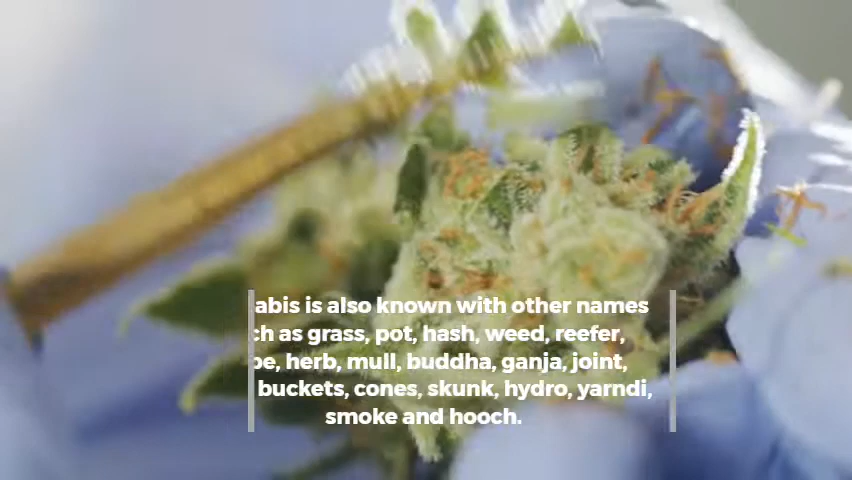 abis is also known with other names
ch as grass, pot, hash, weed, reefer,
pe, herb, mull, buddha, ganja, joint,
buckets, cones, skunk, hydro, yarndi,
smoke and hooch.